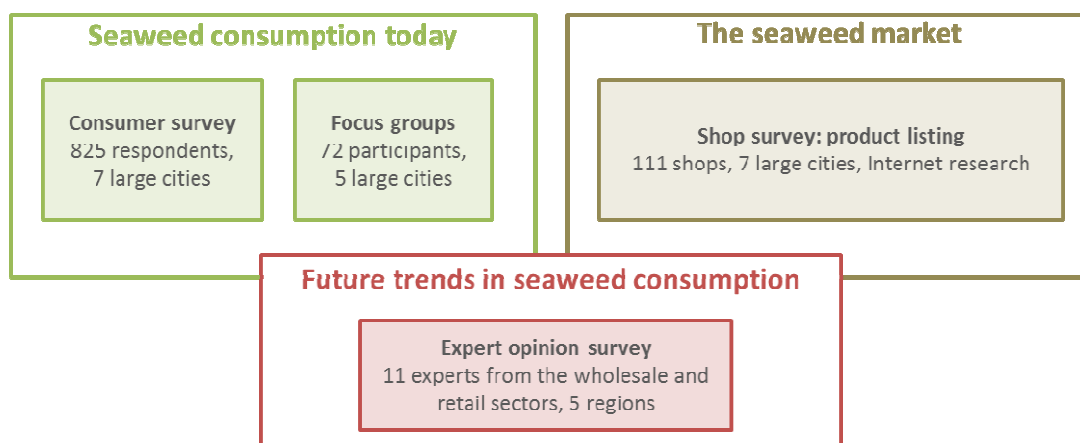 Seaweed consumption today
Consumer survey
825 respondents,
7 large cities
Focus groups
72 participants,
5 large cities
The seaweed market
Shop survey: product listing
111 shops, 7 large cities, Internet research
Future trends in seaweed consumption
Expert opinion survey
11 experts from the wholesale and
retail sectors, 5 regions